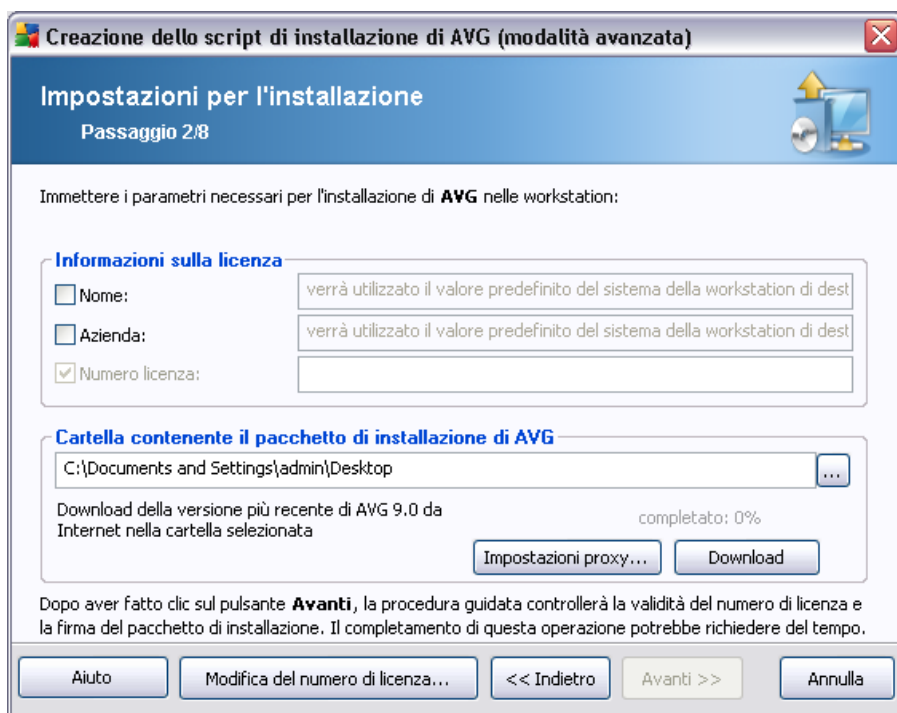 Creazione dello script di installazione di AVG (modalità avanzata)
Impostazioni per l'installazione
Passaggio 2/8
Immettere i parametri necessari per l'installazione di AVG nelle workstation:
Informazioni sulla licenza
Nome:
verrà utilizzato il valore predefinito del sistema della workstation di dest
Azienda:
verrà utilizzato il valore predefinito del sistema della workstation di dest
Numero licenza:
Cartella contenente il pacchetto di installazione di AVG
C:\Documents and Settings\admin\Desktop
...
Download della versione più recente di AVG 9.0 da
Internet nella cartella selezionata
completato: 0%
Impostazioni proxy...
Download
Dopo aver fatto clic sul pulsante Avanti, la procedura guidata controllerà la validità del numero di licenza e
la firma del pacchetto di installazione. Il completamento di questa operazione potrebbe richiedere del tempo.
Aiuto
Modifica del numero di licenza...
<< Indietro
Avanti >>
Annulla